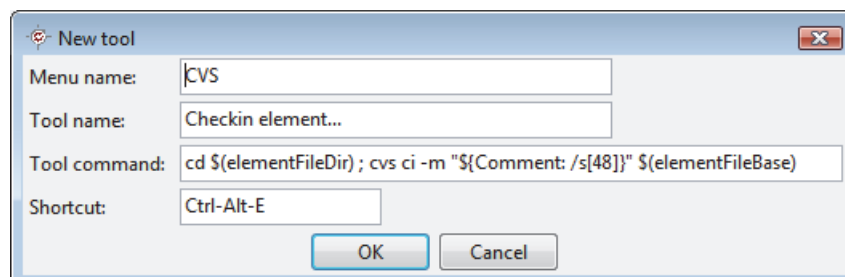 New tool
Menu name: CVS
Tool name: Checkin element...
Tool command: cd $(elementFileDir) ; cvs ci -m "${Comment: /s[48]}" $(elementFileBase)
Shortcut: Ctrl-Alt-E
OK Cancel